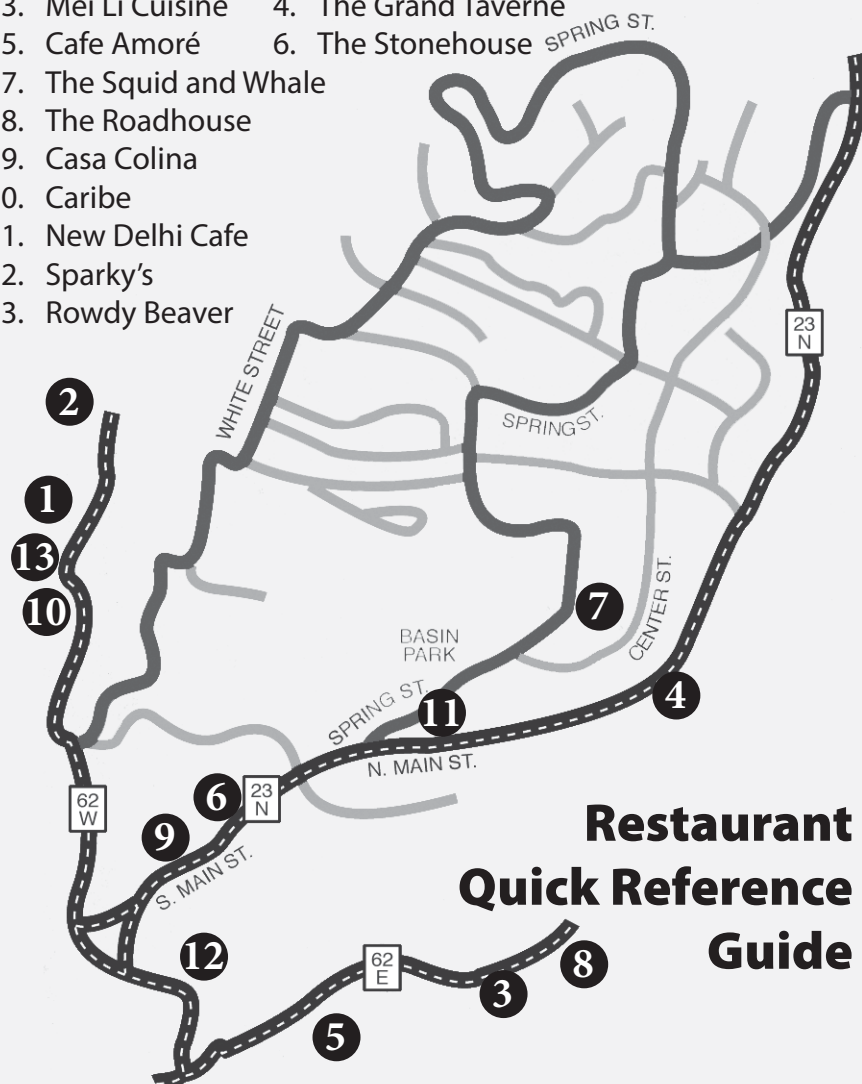 3. Mei Li Cuisine 4. The Grand Taverne
5. Cafe Amoré 6. The Stonehouse
7. The Squid and Whale
8. The Roadhouse
9. Casa Colina
0. Caribe
1. New Delhi Cafe
2. Sparky's
3. Rowdy Beaver
SPRING ST.
23
N
WHITE STREET
2
SPRING ST.
1
13
10
7
CENTER ST.
BASIN
PARK
SPRING ST.
11
4
N. MAIN ST.
6
23
N
62
W
9
S. MAIN ST.
Restaurant
Quick Reference
Guide
12
62
E
8
3
5